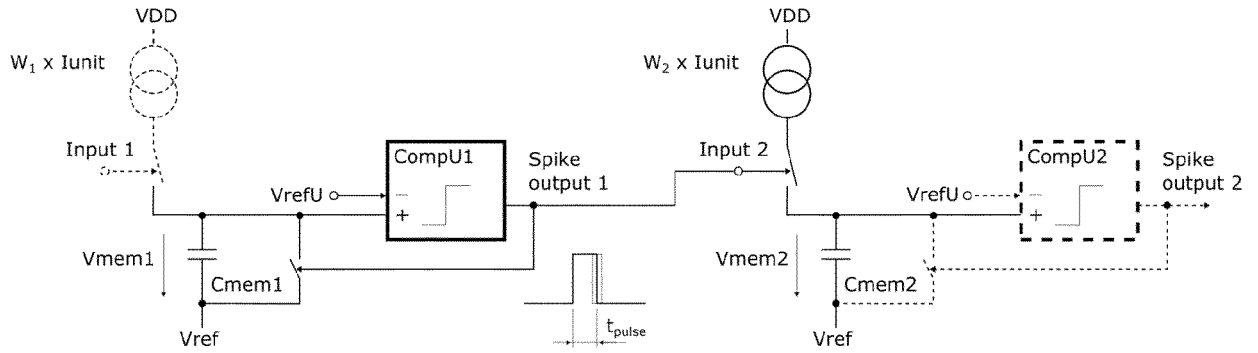 VDD
W1 x Iunit
Input 1
VrefU
CompU1
−
+
Spike
output 1
Vmem1
Cmem1
Vref
tpulse
VDD
W2 x Iunit
Input 2
VrefU
CompU2
−
+
Spike
output 2
Vmem2
Cmem2
Vref